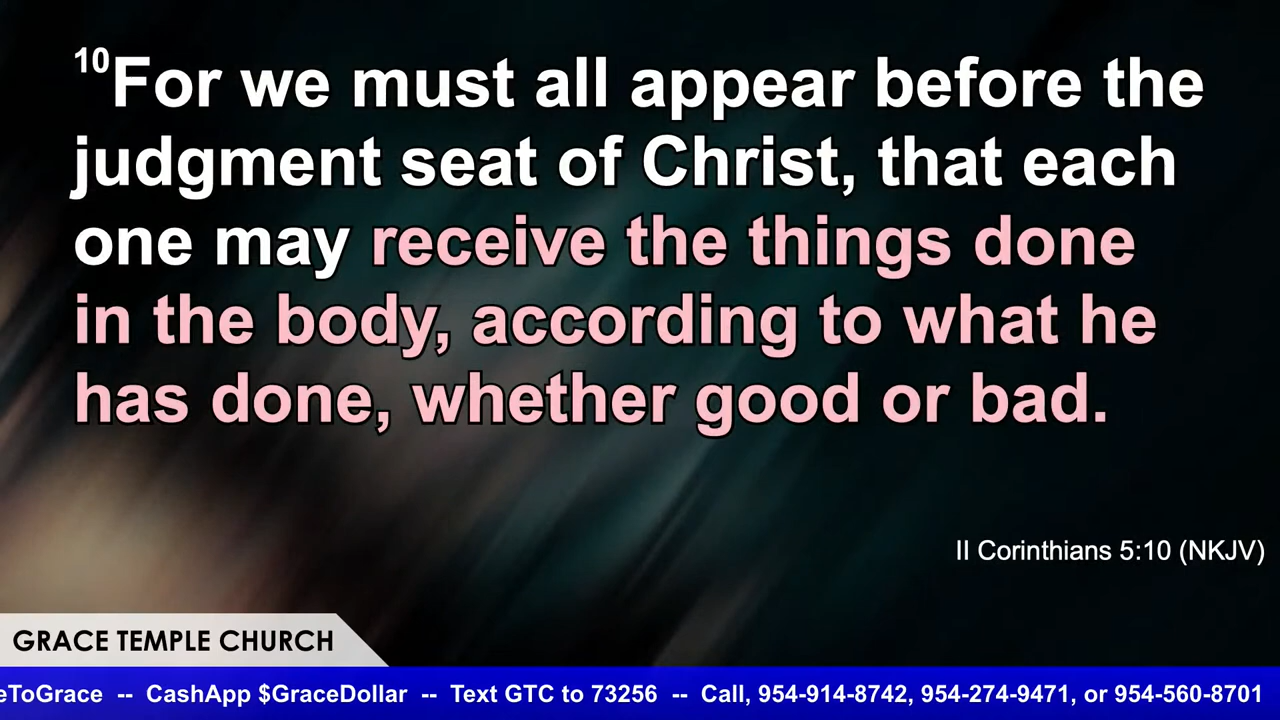 10For we must all appear before the
judgment seat of Christ, that each
one may receive the things done
in the body, according to what he
has done, whether good or bad.
II Corinthians 5:10 (NKJV)
GRACE TEMPLE CHURCH
eToGrace -- CashApp $GraceDollar -- Text GTC to 73256 -- Call, 954-914-8742, 954-274-9471, or 954-560-8701